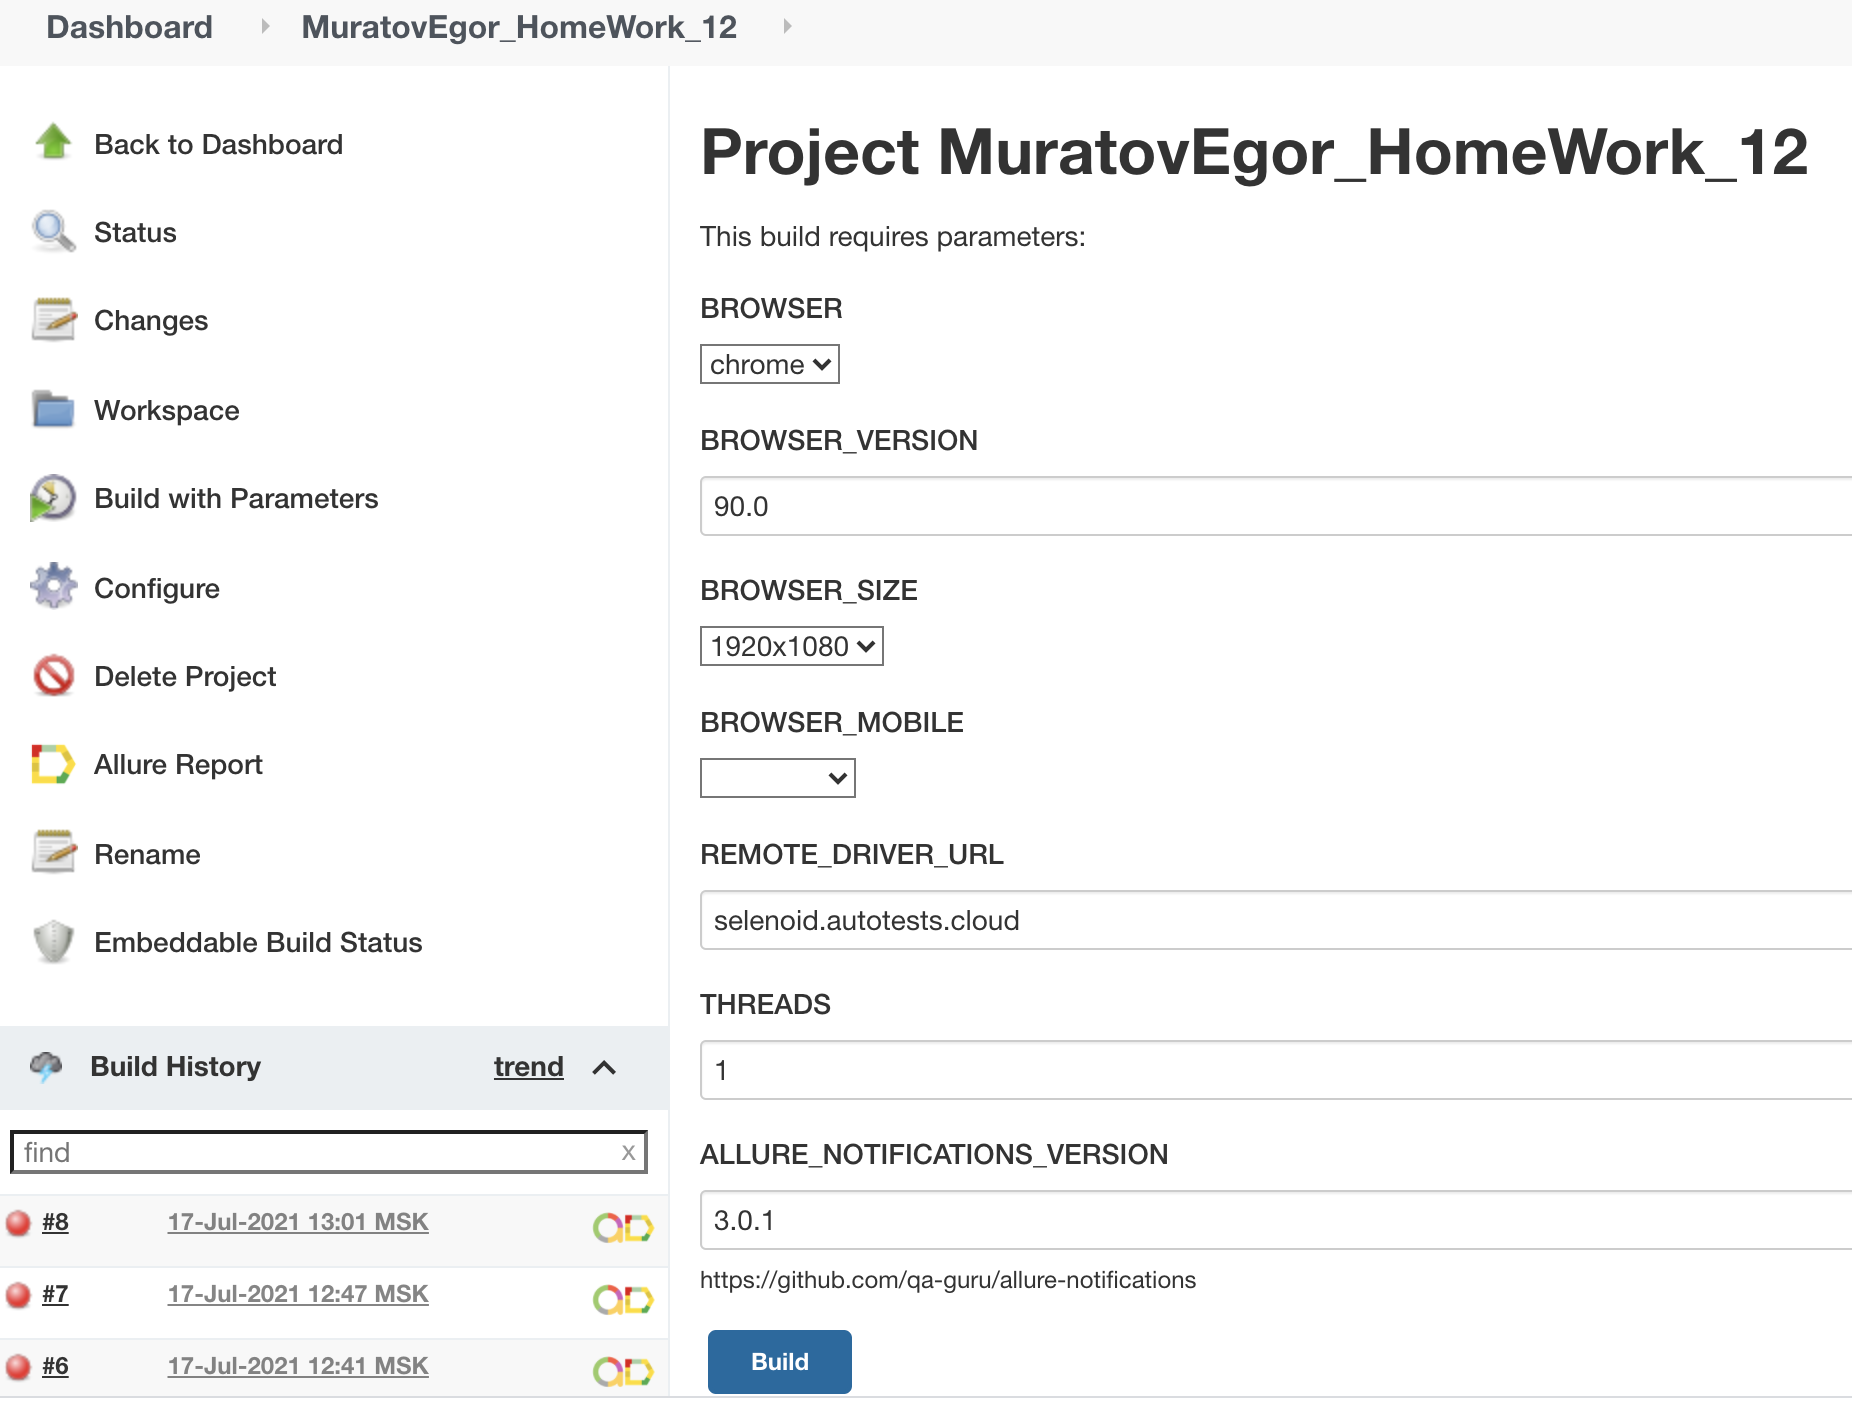 Dashboard MuratovEgor_HomeWork_12
Back to Dashboard
Status
Changes
Workspace
Build with Parameters
Configure
Delete Project
Allure Report
Rename
Embeddable Build Status
Build History trend
find x
#8 17-Jul-2021 13:01 MSK
#7 17-Jul-2021 12:47 MSK
#6 17-Jul-2021 12:41 MSK
Project MuratovEgor_HomeWork_12
This build requires parameters:
BROWSER
chrome
BROWSER_VERSION
90.0
BROWSER_SIZE
1920x1080
BROWSER_MOBILE
REMOTE_DRIVER_URL
selenoid.autotests.cloud
THREADS
1
ALLURE_NOTIFICATIONS_VERSION
3.0.1
https://github.com/qa-guru/allure-notifications
Build